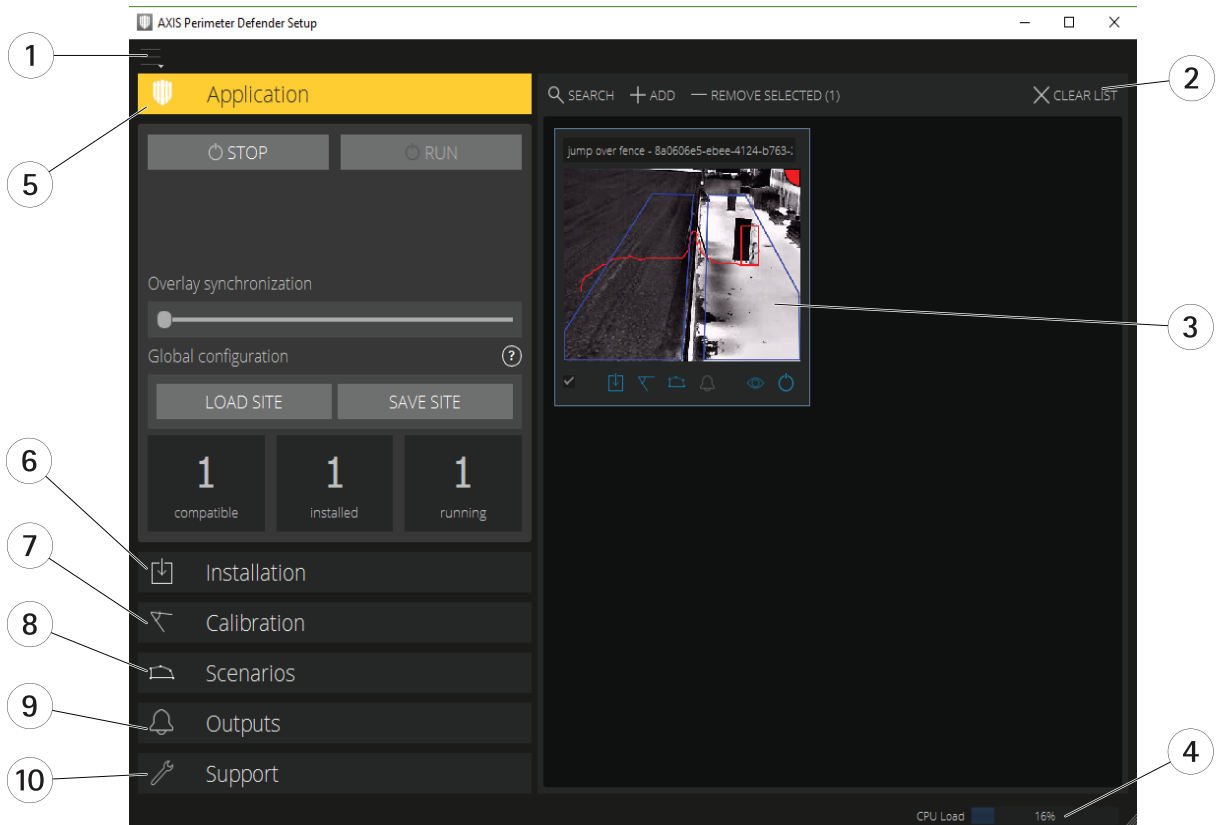 AXIS Perimeter Defender Setup
1
Application
SEARCH ADD REMOVE SELECTED (1) CLEAR LIST
2
STOP RUN
jump over fence - 8a0606e5-ebee-4124-b763-
5
Overlay synchronization
3
Global configuration ?
LOAD SITE SAVE SITE
1 1 1
compatible installed running
6
Installation
7
Calibration
8
Scenarios
9
Outputs
10
Support
4
CPU Load 16%